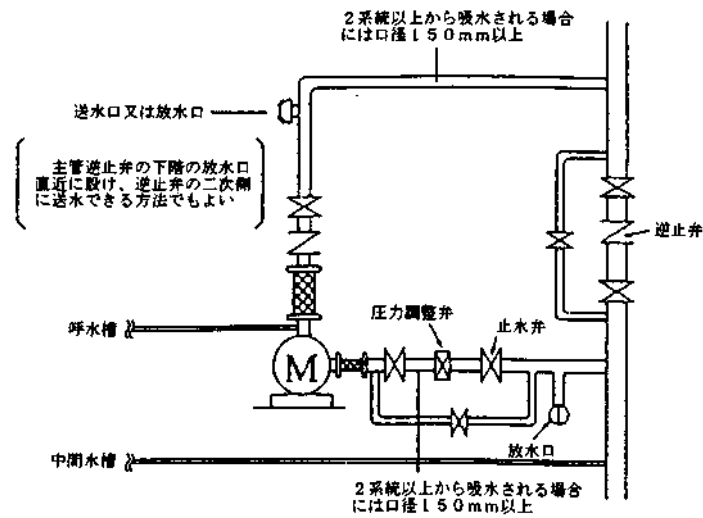 2系統以上から吸水される場合
には口径150mm以上
送水口又は放水口
主管逆止弁の下階の放水口
直近に設け、逆止弁の二次側
に送水できる方法でもよい
逆止弁
圧力調整弁
止水弁
呼水槽
M
放水口
中間水槽
2系統以上から吸水される場合
には口径150mm以上